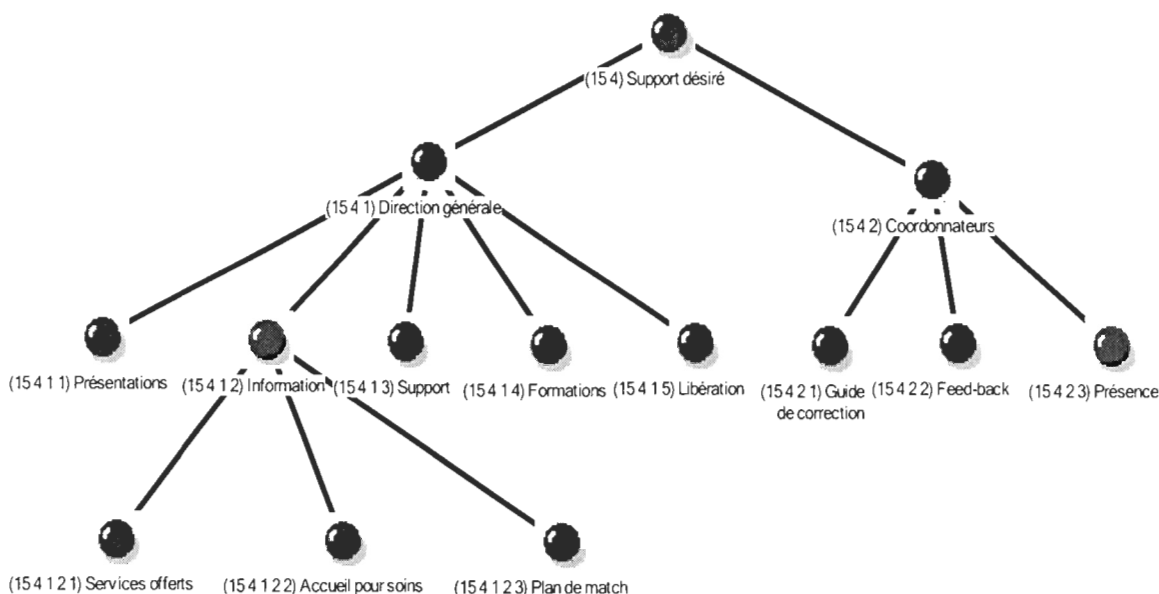 (15 4) Support désiré
(15 4 1) Direction générale
(15 4 2) Coordonnateurs
(15 4 1 1) Présentations
(15 4 1 2) Information
(15 4 1 3) Support
(15 4 1 4) Formations
(15 4 1 5) Libération
(15 4 2 1) Guide
de correction
(15 4 2 2) Feed-back
(15 4 2 3) Présence
(15 4 1 2 1) Services offerts
(15 4 1 2 2) Accueil pour soins
(15 4 1 2 3) Plan de match